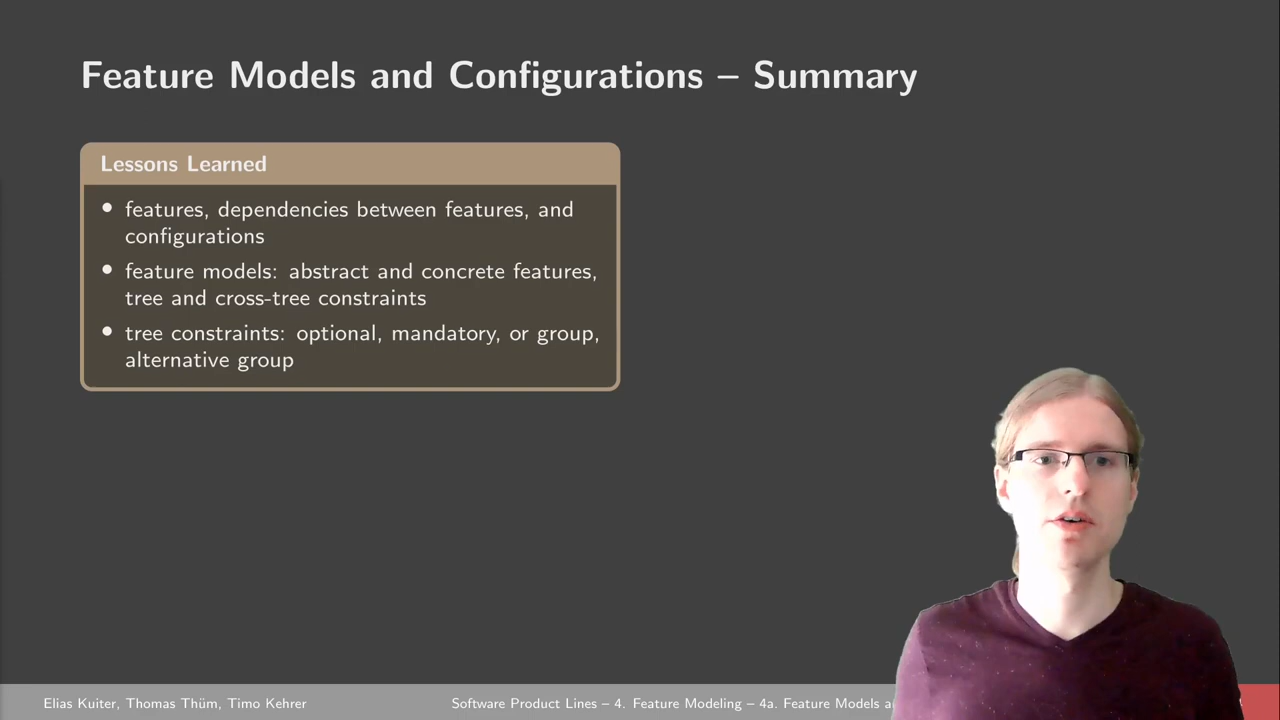 Feature Models and Configurations – Summary
Lessons Learned
• features, dependencies between features, and
configurations
• feature models: abstract and concrete features,
tree and cross-tree constraints
• tree constraints: optional, mandatory, or group,
alternative group
Elias Kuiter, Thomas Thüm, Timo Kehrer
Software Product Lines – 4. Feature Modeling – 4a. Feature Models